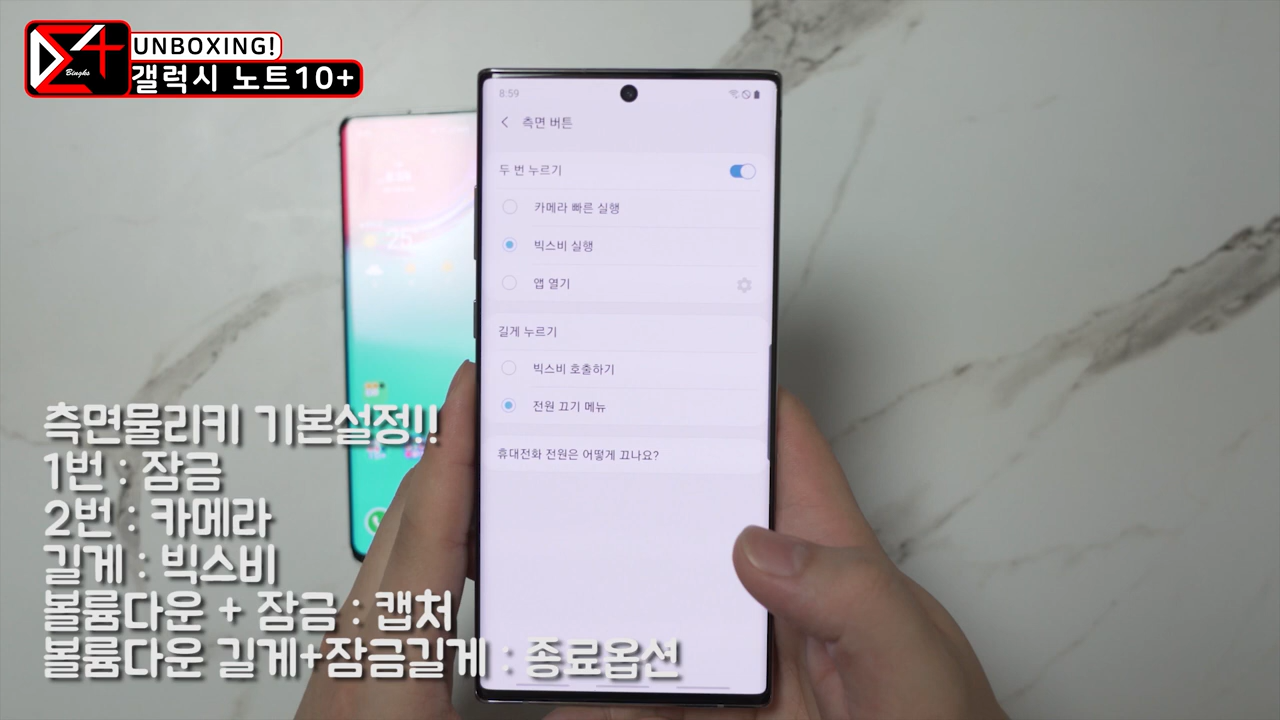 Bingks
UNBOXING!
갤럭시 노트10+
8:59
측면 버튼
두 번 누르기
카메라 빠른 실행
빅스비 실행
앱 열기
길게 누르기
빅스비 호출하기
전원 끄기 메뉴
휴대전화 전원은 어떻게 끄나요?
측면물리키 기본설정!!
1번 : 잠금
2번 : 카메라
길게 : 빅스비
볼륨다운 + 잠금 : 캡처
볼륨다운 길게+잠금길게 : 종료옵션